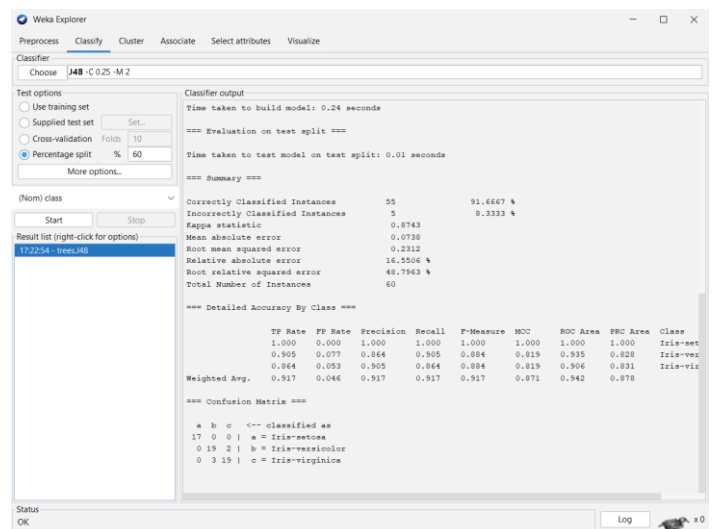 Weka Explorer
Preprocess Classify Cluster Associate Select attributes Visualize
Classifier
Choose J48 -C 0.25 -M 2
Test options
Use training set
Supplied test set Set...
Cross-validation Folds 10
Percentage split % 60
More options...
(Nom) class
Start Stop
Result list (right-click for options)
17:22:54 - trees.J48
Classifier output
Time taken to build model: 0.24 seconds
=== Evaluation on test split ===
Time taken to test model on test split: 0.01 seconds
=== Summary ===
Correctly Classified Instances 55 91.6667 %
Incorrectly Classified Instances 5 8.3333 %
Kappa statistic 0.8743
Mean absolute error 0.0738
Root mean squared error 0.2312
Relative absolute error 16.5506 %
Root relative squared error 48.7963 %
Total Number of Instances 60
=== Detailed Accuracy By Class ===
TP Rate FP Rate Precision Recall F-Measure MCC ROC Area PRC Area Class
1.000 0.000 1.000 1.000 1.000 1.000 1.000 1.000 Iris-set
0.905 0.077 0.864 0.905 0.884 0.819 0.935 0.828 Iris-ver
0.864 0.053 0.905 0.864 0.884 0.819 0.906 0.831 Iris-vir
Weighted Avg. 0.917 0.046 0.917 0.917 0.917 0.871 0.942 0.878
=== Confusion Matrix ===
a b c <-- classified as
17 0 0 | a = Iris-setosa
0 19 2 | b = Iris-versicolor
0 3 19 | c = Iris-virginica
Status
OK
Log x 0